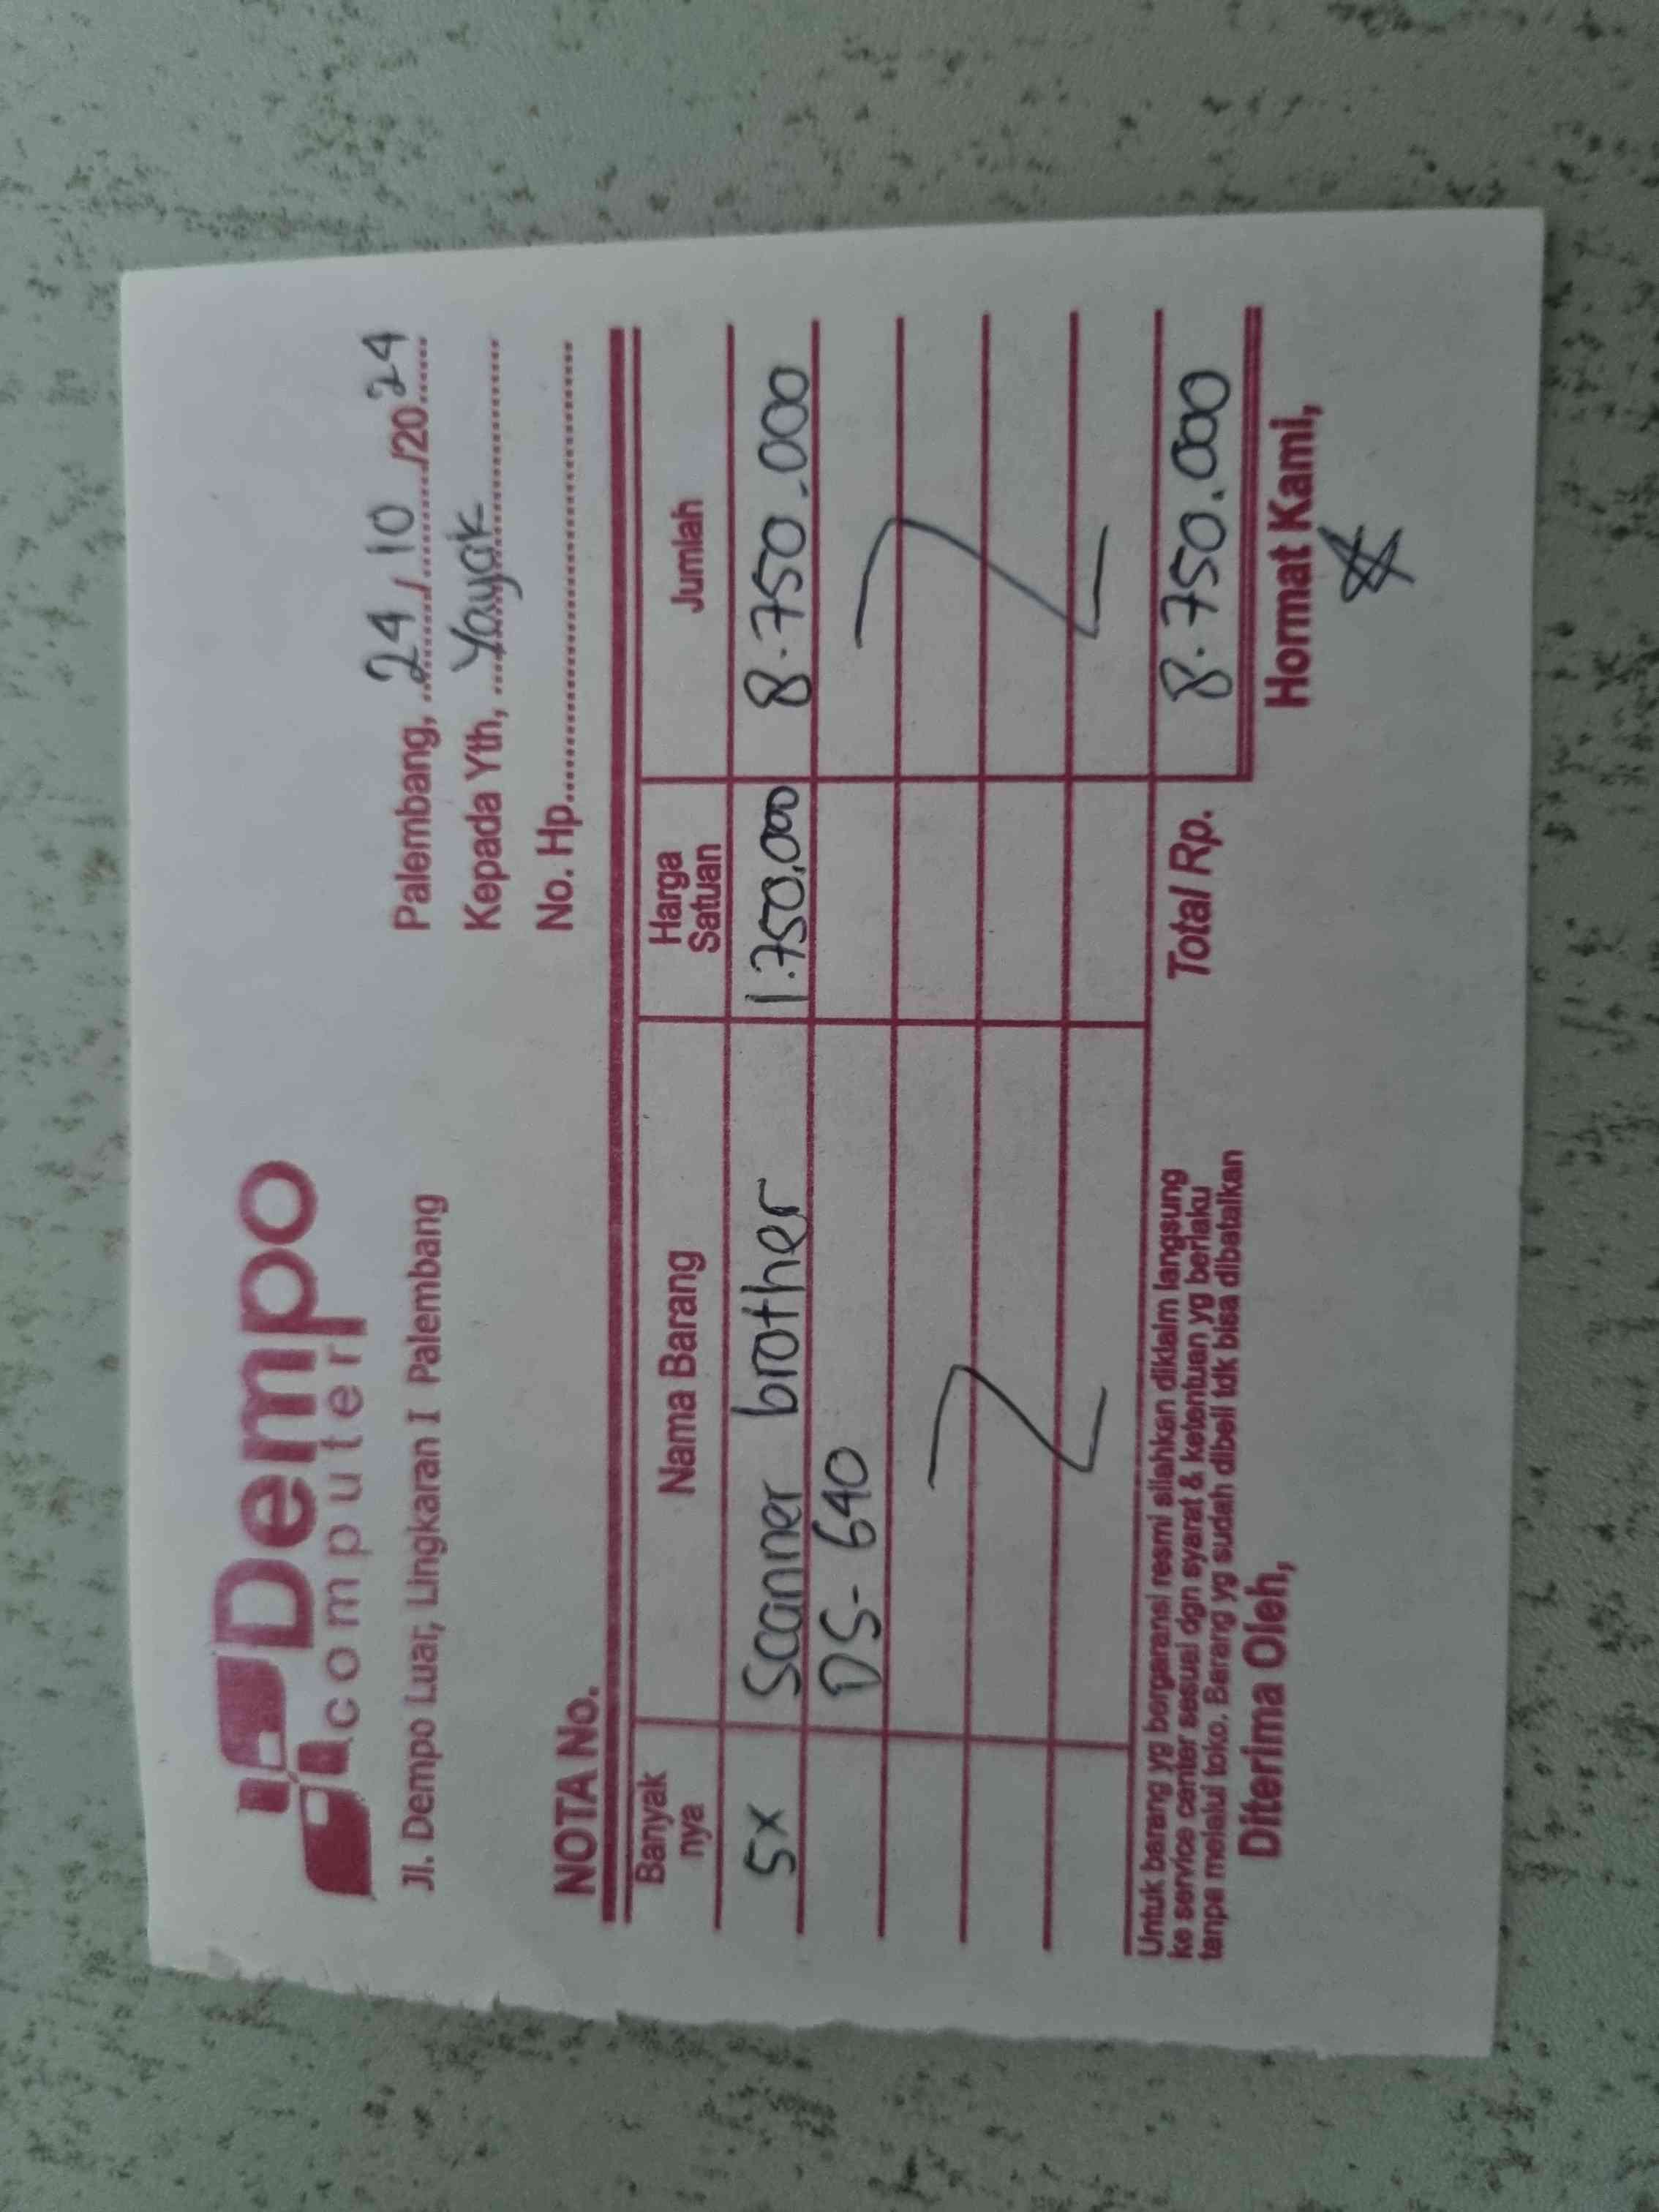 Dempo
computer
Jl. Dempo Luar, Lingkaran I Palembang
Palembang, 24/10/2024
Kepada Yth, Yayak
No. Hp.
NOTA No.
Banyak nya Nama Barang Harga Satuan Jumlah
5x Scanner brother 1.750.000 8.750.000
DS-640
Total Rp. 8.750.000
Untuk barang yg bergaransi resmi silahkan diklaim langsung
ke service center sesuai dgn syarat & ketentuan yg berlaku
tanpa melalui toko. Barang yg sudah dibeli tdk bisa dibatalkan
Diterima Oleh, Hormat Kami,